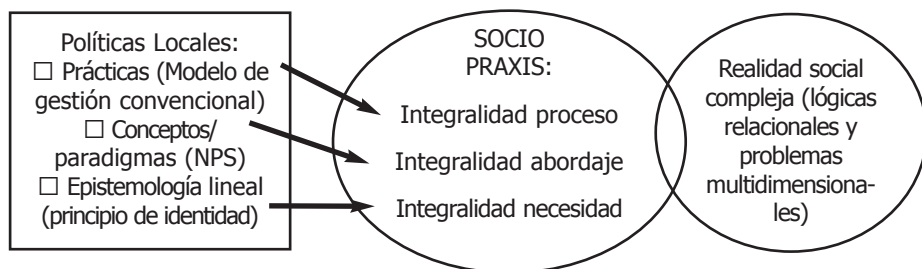 Políticas Locales:
☐ Prácticas (Modelo de
gestión convencional)
☐ Conceptos/
paradigmas (NPS)
☐ Epistemología lineal
(principio de identidad)
SOCIO
PRAXIS:
Integralidad proceso
Integralidad abordaje
Integralidad necesidad
Realidad social
compleja (lógicas
relacionales y
problemas
multidimensiona-
les)